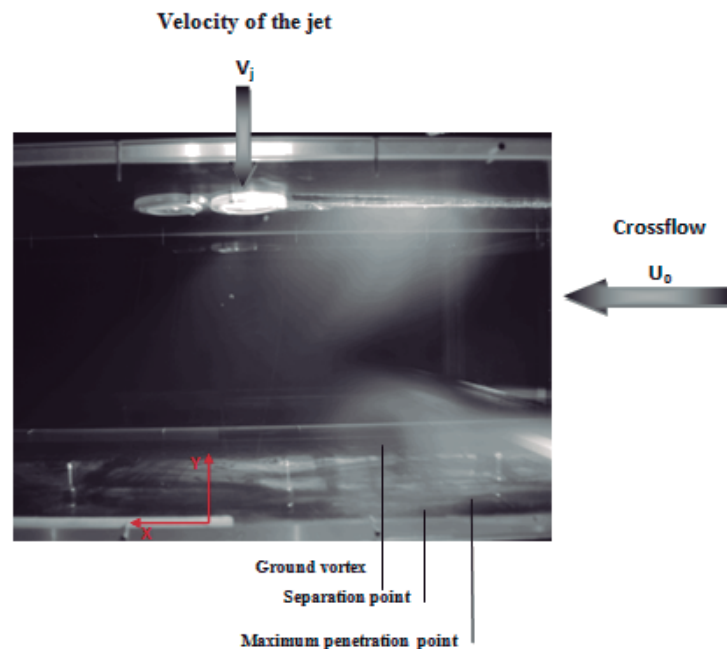 Velocity of the jet
Vj
Crossflow
U₀
Y
X
Ground vortex
Separation point
Maximum penetration point